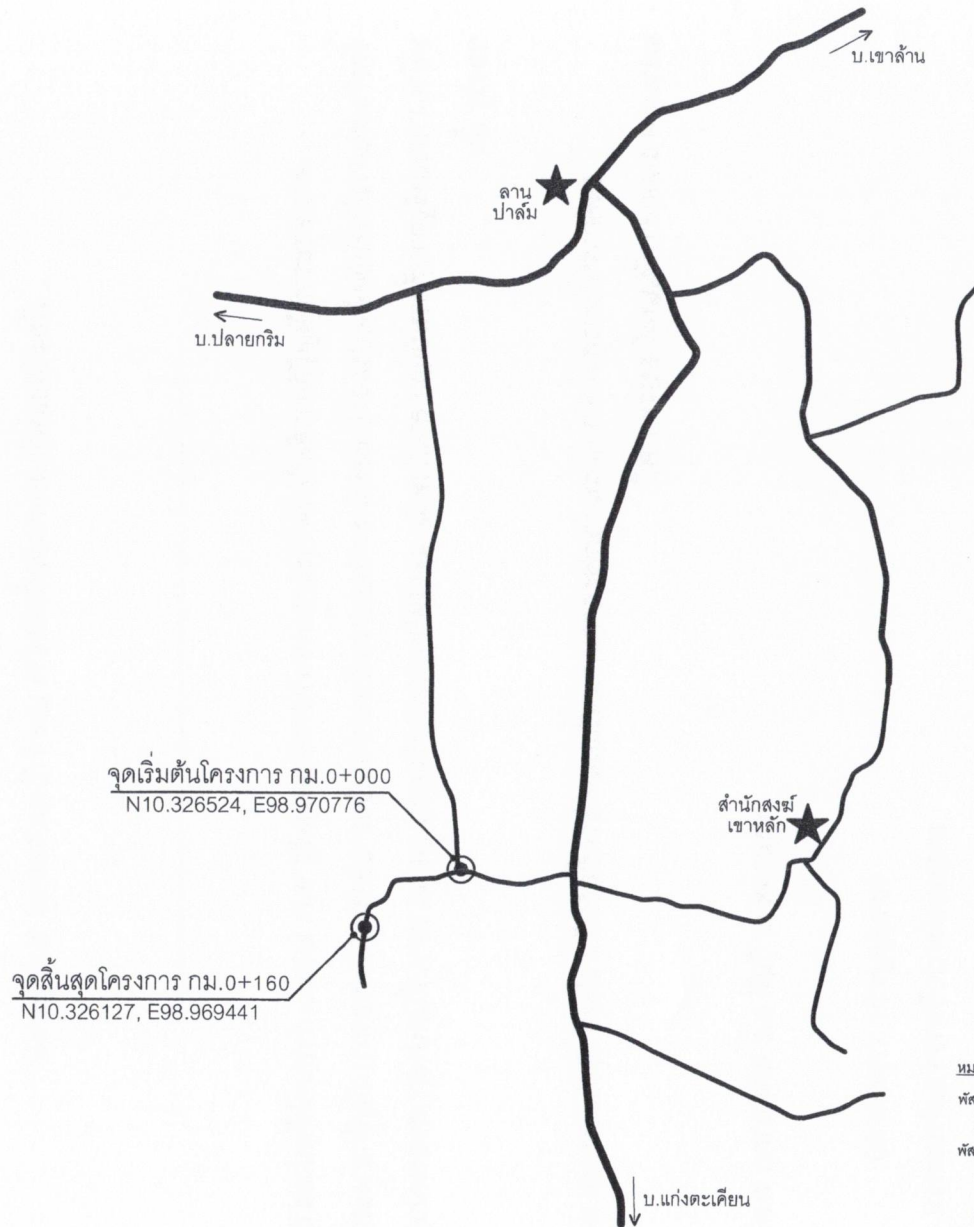 บ.เขาล้าน
ลาน
ปาล์ม
บ.ปลายกริม
จุดเริ่มต้นโครงการ กม.0+000
N10.326524, E98.970776
สำนักสงฆ์
เขาหลัก
จุดสิ้นสุดโครงการ กม.0+160
N10.326127, E98.969441
บ.แก่งตะเคียน